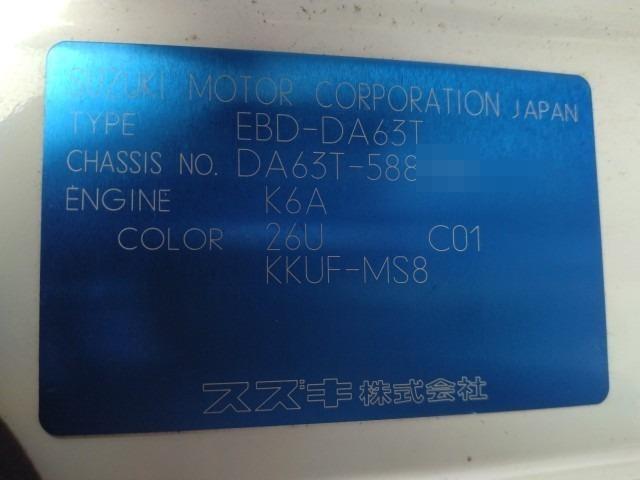 SUZUKI MOTOR CORPORATION JAPAN
TYPE EBD-DA63T
CHASSIS NO. DA63T-588
ENGINE K6A
COLOR 26U C01
KKUF-MS8
スズキ株式会社